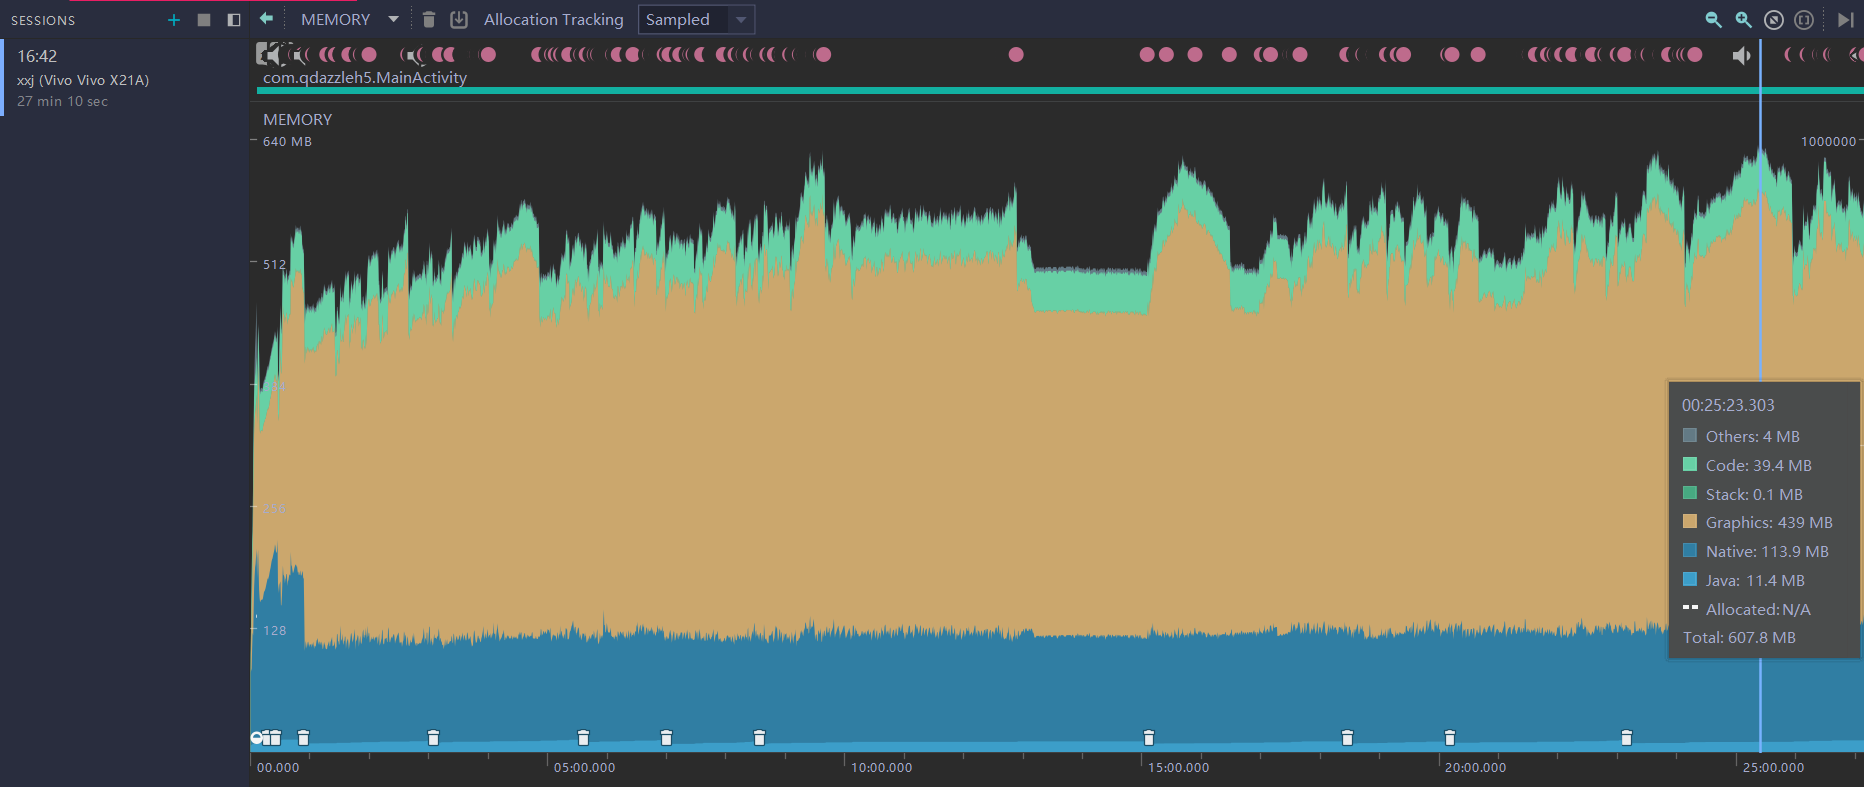 SESSIONS
MEMORY
Allocation Tracking
Sampled
16:42
xxj (Vivo Vivo X21A)
27 min 10 sec
com.qdazzleh5.MainActivity
MEMORY
640 MB
1000000
512
256
128
00:25:23.303
Others: 4 MB
Code: 39.4 MB
Stack: 0.1 MB
Graphics: 439 MB
Native: 113.9 MB
Java: 11.4 MB
Allocated: N/A
Total: 607.8 MB
00.000
05:00.000
10:00.000
15:00.000
20:00.000
25:00.000